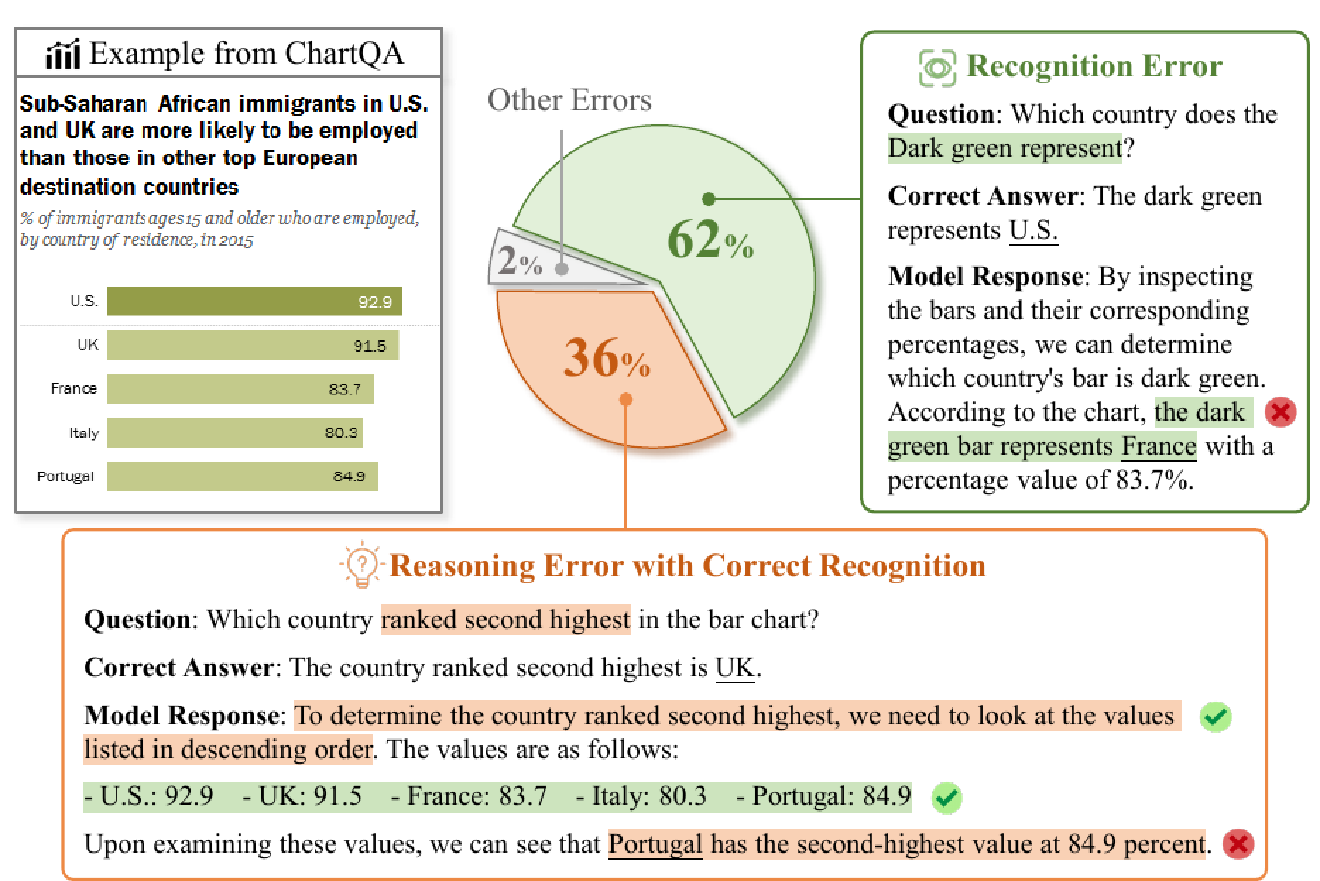 Example from ChartQA
Sub-Saharan African immigrants in U.S.
and UK are more likely to be employed
than those in other top European
destination countries
% of immigrants ages 15 and older who are employed,
by country of residence, in 2015
U.S. 92.9
UK 91.5
France 83.7
Italy 80.3
Portugal 84.9
Other Errors
62%
2%
36%
Recognition Error
Question: Which country does the
Dark green represent?
Correct Answer: The dark green
represents U.S.
Model Response: By inspecting
the bars and their corresponding
percentages, we can determine
which country's bar is dark green.
According to the chart, the dark
green bar represents France with a
percentage value of 83.7%.
Reasoning Error with Correct Recognition
Question: Which country ranked second highest in the bar chart?
Correct Answer: The country ranked second highest is UK.
Model Response: To determine the country ranked second highest, we need to look at the values
listed in descending order. The values are as follows:
- U.S.: 92.9 - UK: 91.5 - France: 83.7 - Italy: 80.3 - Portugal: 84.9
Upon examining these values, we can see that Portugal has the second-highest value at 84.9 percent.